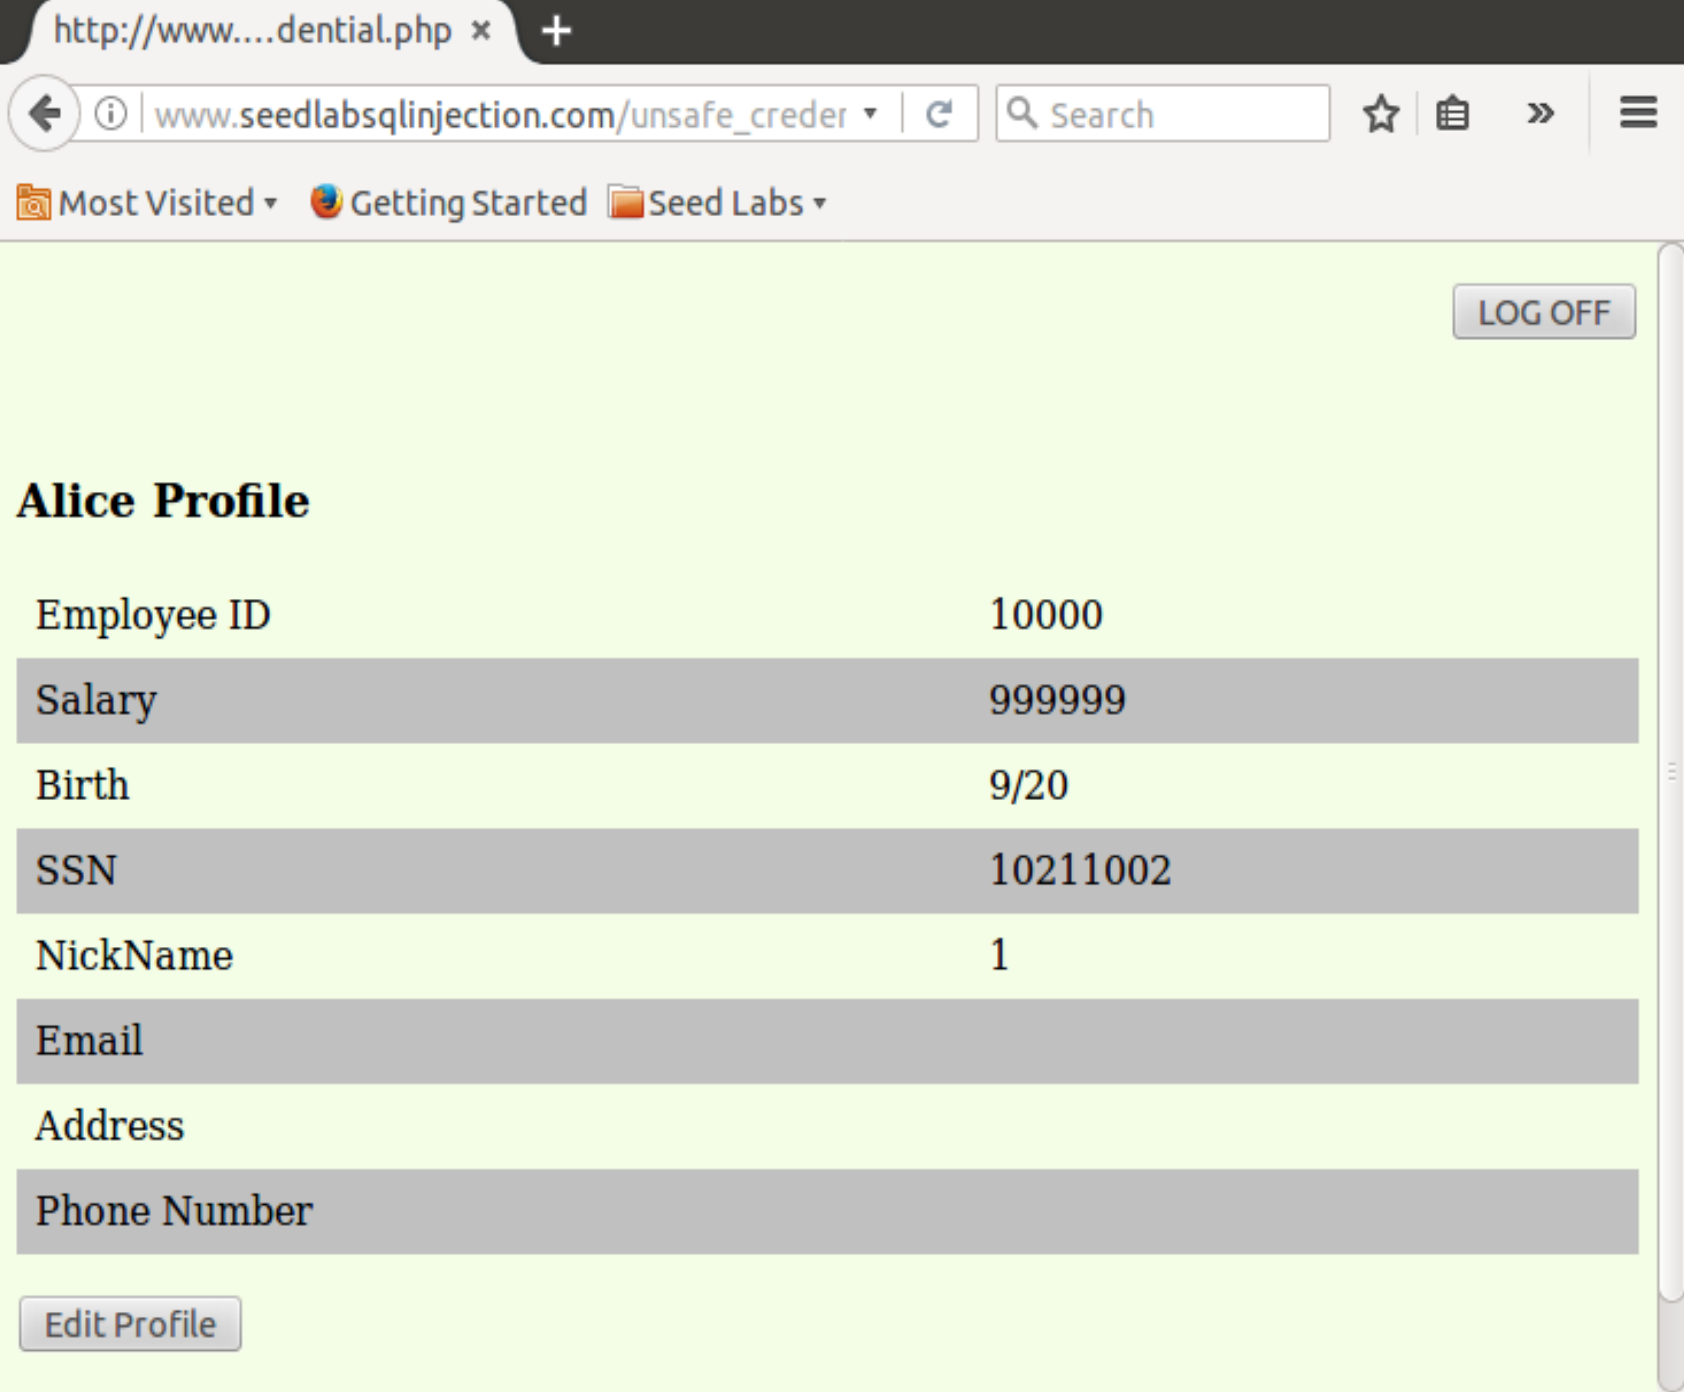 http://www....dential.php
www.seedlabsqlinjection.com/unsafe_creder
Search
Most Visited Getting Started Seed Labs
LOG OFF
Alice Profile
Employee ID 10000
Salary 999999
Birth 9/20
SSN 10211002
NickName 1
Email
Address
Phone Number
Edit Profile